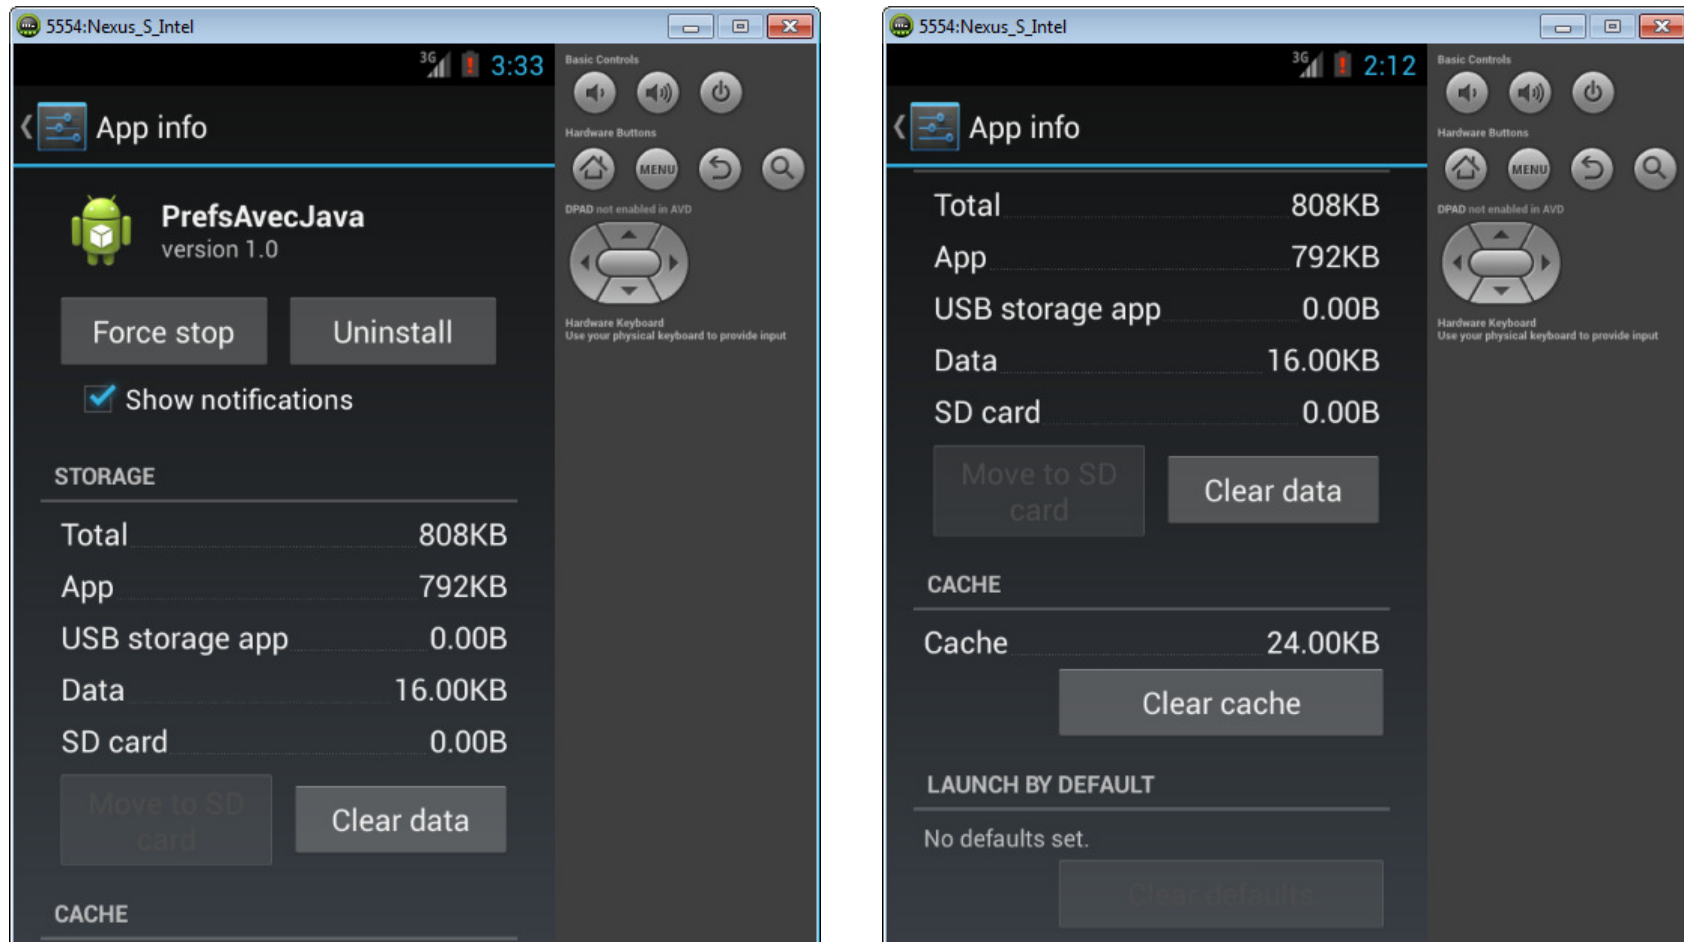 5554:Nexus_S_Intel
3G 3:33
App info
PrefsAvecJava
version 1.0
Force stop
Uninstall
Show notifications
STORAGE
Total 808KB
App 792KB
USB storage app 0.00B
Data 16.00KB
SD card 0.00B
Move to SD
card
Clear data
CACHE
Basic Controls
Hardware Buttons
MENU
DPAD not enabled in AVD
Hardware Keyboard
Use your physical keyboard to provide input
5554:Nexus_S_Intel
3G 2:12
App info
Total 808KB
App 792KB
USB storage app 0.00B
Data 16.00KB
SD card 0.00B
Move to SD
card
Clear data
CACHE
Cache 24.00KB
Clear cache
LAUNCH BY DEFAULT
No defaults set.
Clear defaults
Basic Controls
Hardware Buttons
MENU
DPAD not enabled in AVD
Hardware Keyboard
Use your physical keyboard to provide input